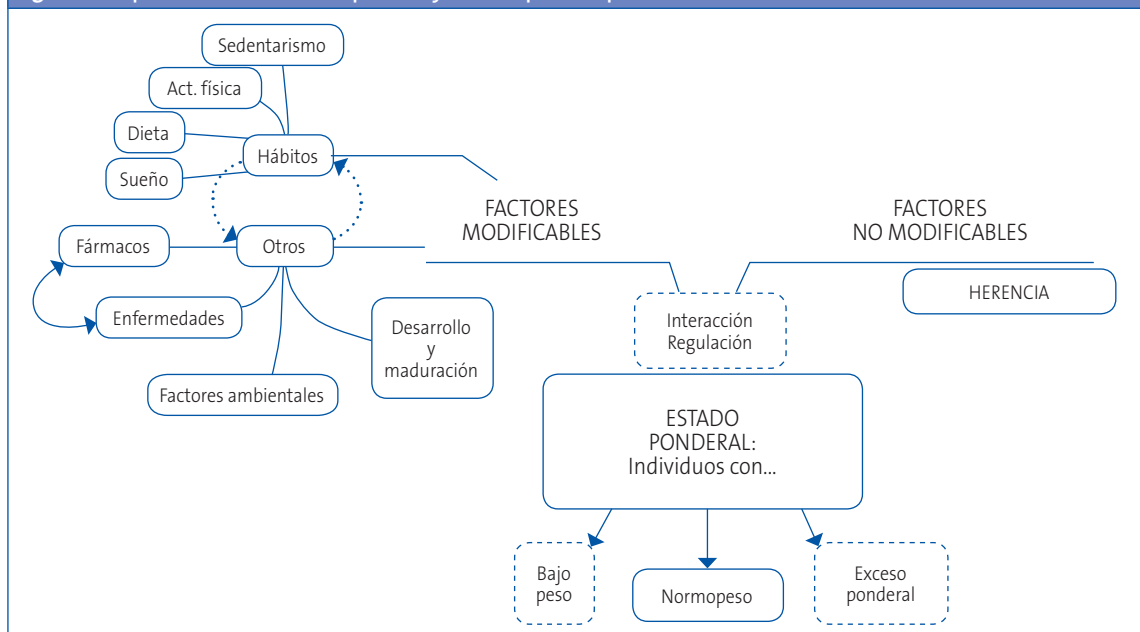 Sedentarismo
Act. física
Dieta
Hábitos
Sueño
FACTORES
MODIFICABLES
FACTORES
NO MODIFICABLES
Fármacos
Otros
HERENCIA
Enfermedades
Desarrollo
y
maduración
Interacción
Regulación
Factores ambientales
ESTADO
PONDERAL:
Individuos con...
Bajo
peso
Normopeso
Exceso
ponderal